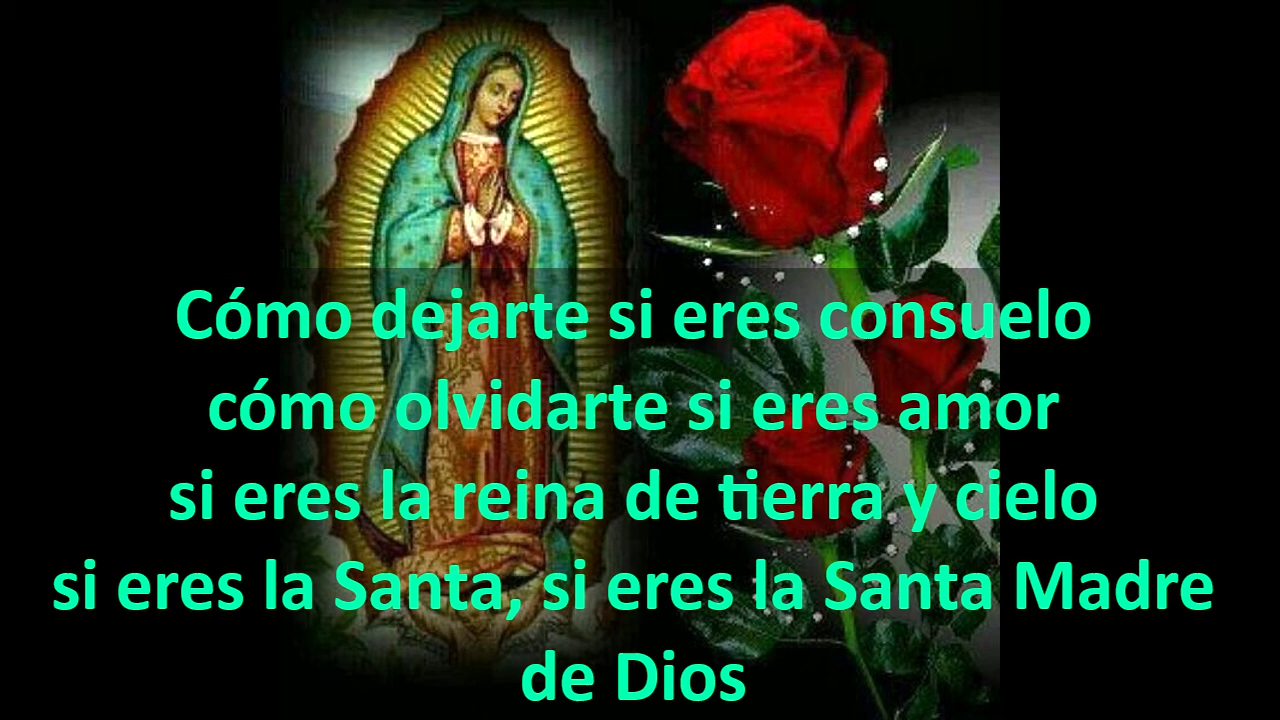 Cómo dejarte si eres consuelo
cómo olvidarte si eres amor
si eres la reina de tierra y cielo
si eres la Santa, si eres la Santa Madre
de Dios